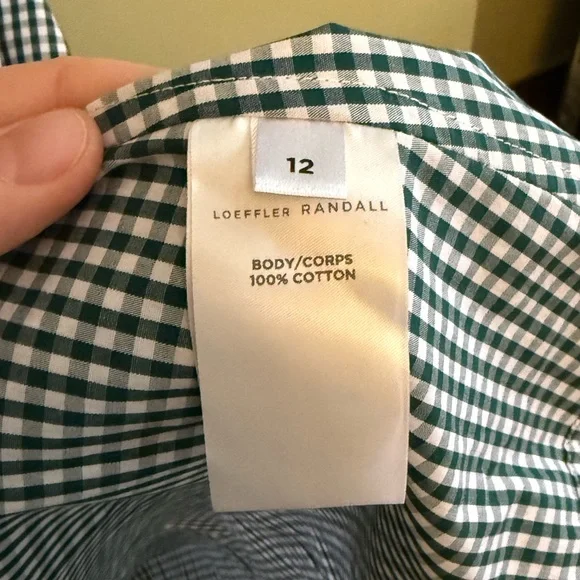 12
LOEFFLER RANDALL
BODY/CORPS
100% COTTON